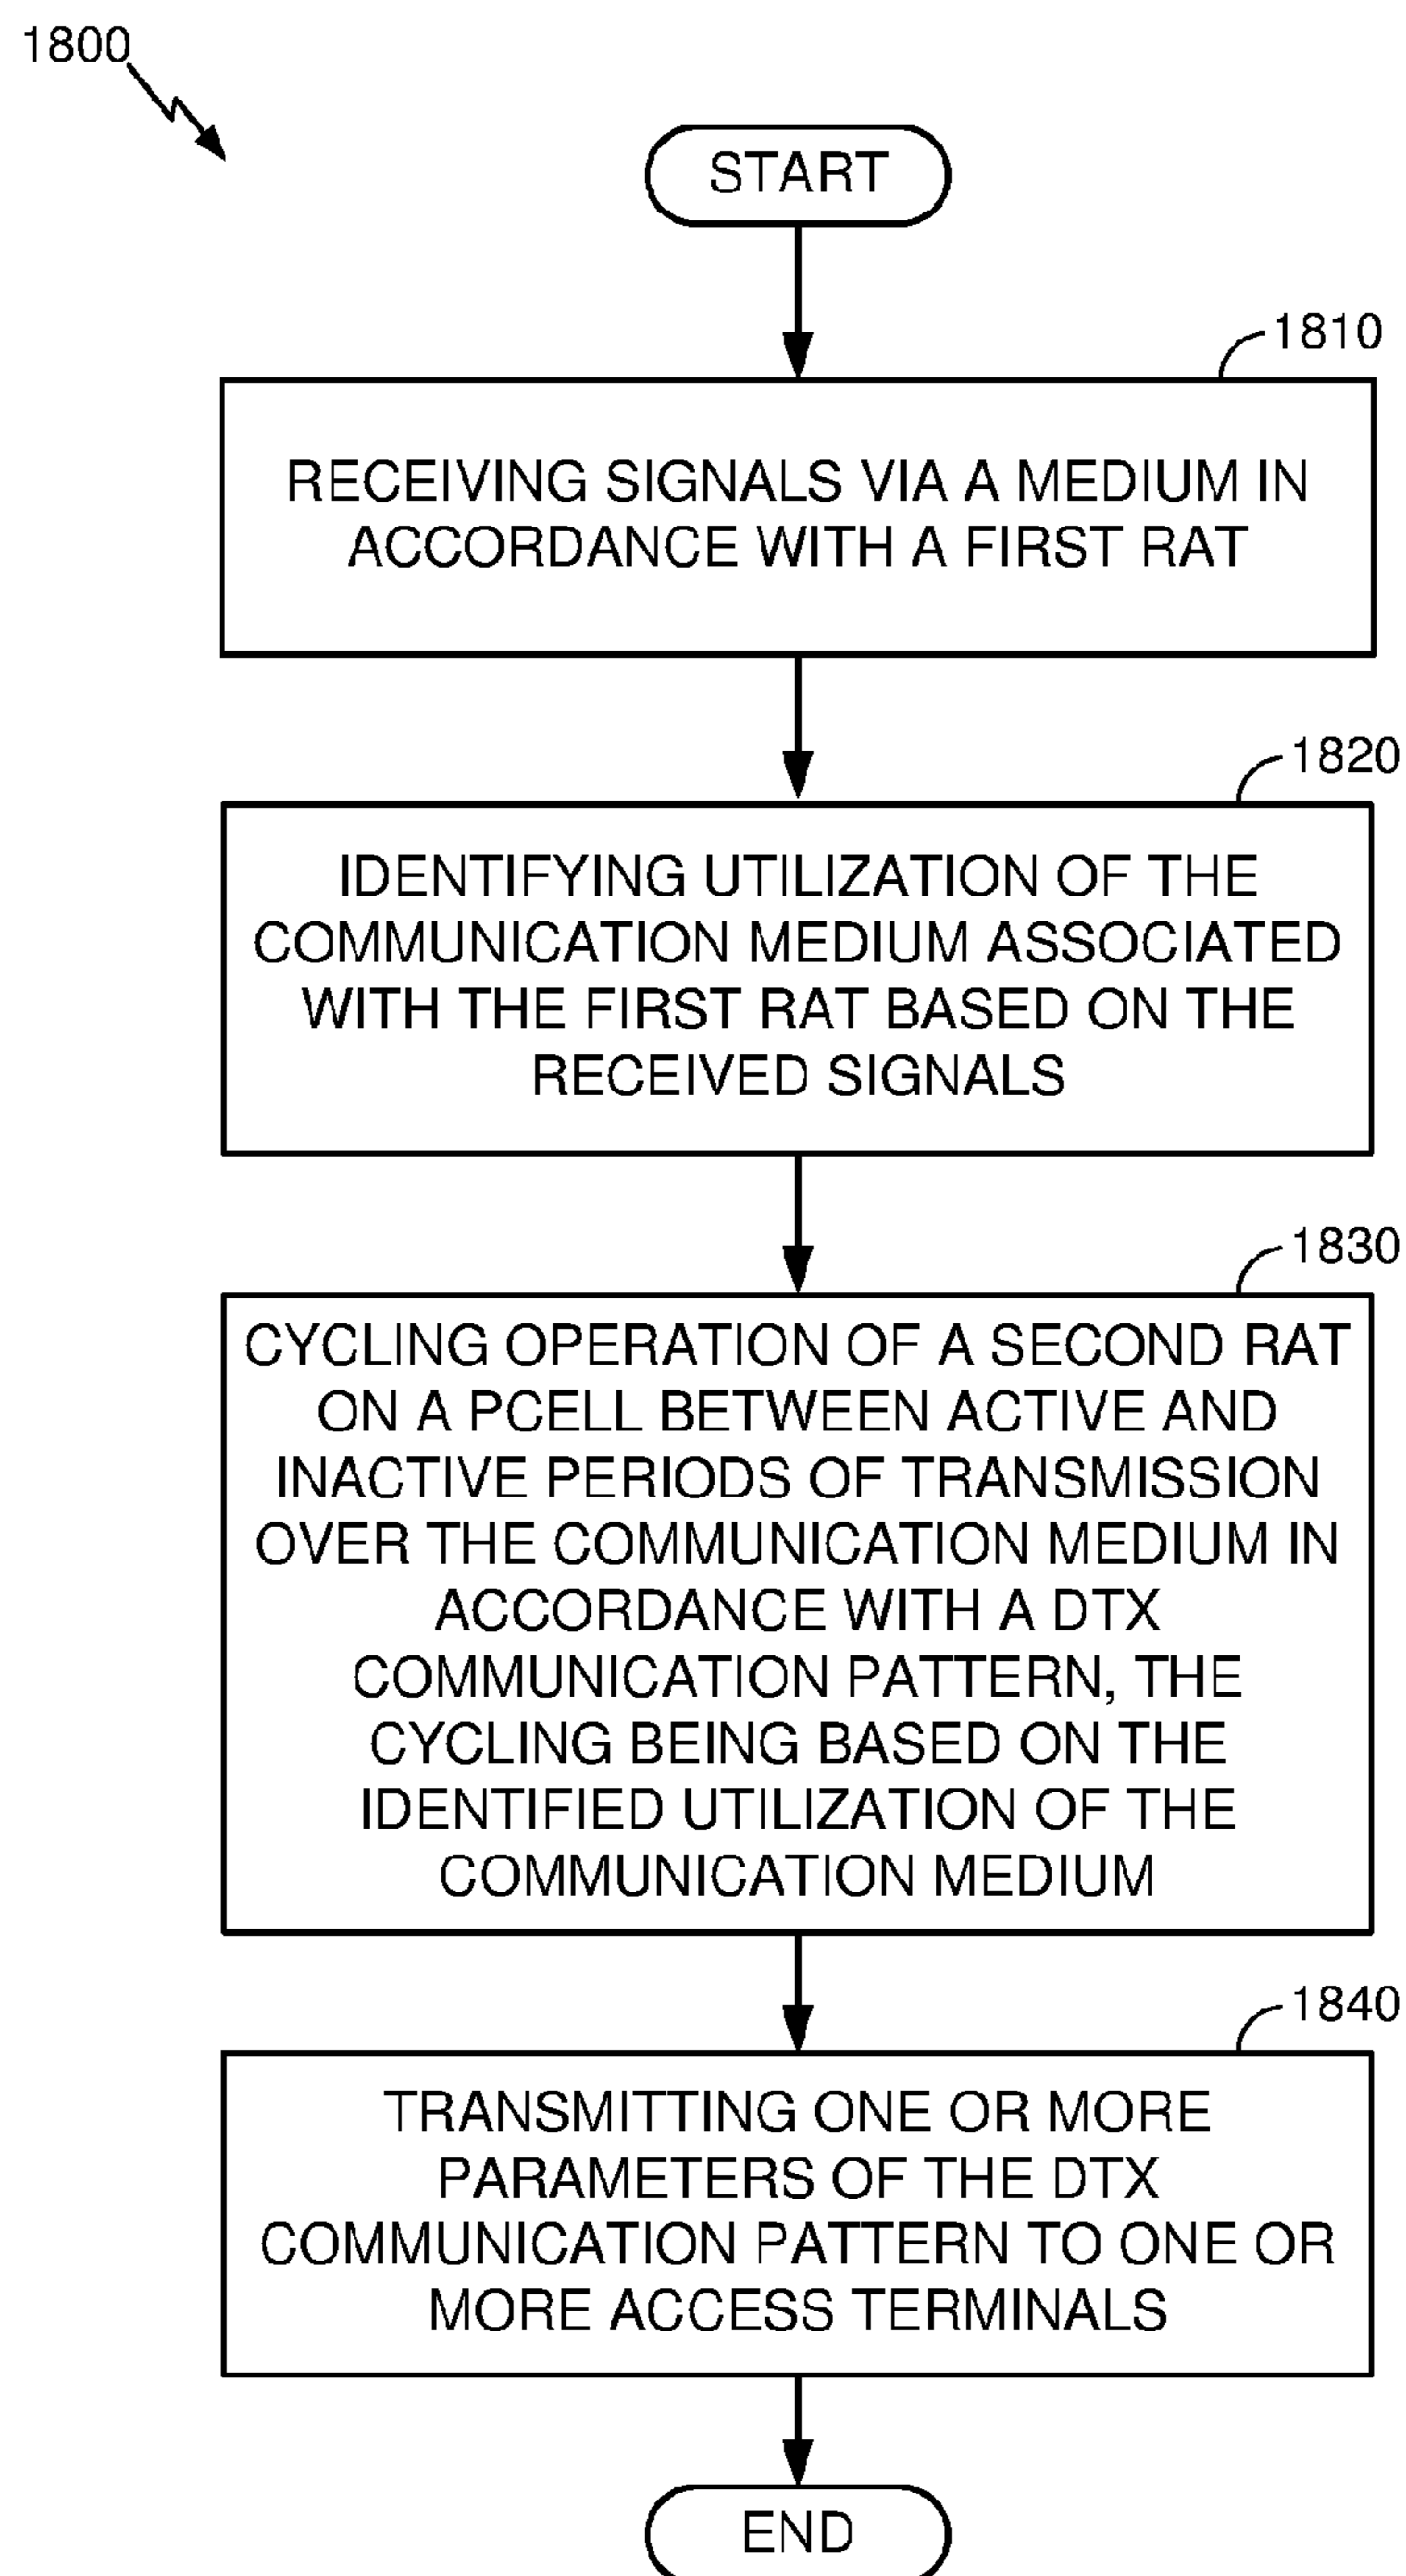 1800
START
1810
RECEIVING SIGNALS VIA A MEDIUM IN
ACCORDANCE WITH A FIRST RAT
1820
IDENTIFYING UTILIZATION OF THE
COMMUNICATION MEDIUM ASSOCIATED
WITH THE FIRST RAT BASED ON THE
RECEIVED SIGNALS
1830
CYCLING OPERATION OF A SECOND RAT
ON A PCELL BETWEEN ACTIVE AND
INACTIVE PERIODS OF TRANSMISSION
OVER THE COMMUNICATION MEDIUM IN
ACCORDANCE WITH A DTX
COMMUNICATION PATTERN, THE
CYCLING BEING BASED ON THE
IDENTIFIED UTILIZATION OF THE
COMMUNICATION MEDIUM
1840
TRANSMITTING ONE OR MORE
PARAMETERS OF THE DTX
COMMUNICATION PATTERN TO ONE OR
MORE ACCESS TERMINALS
END